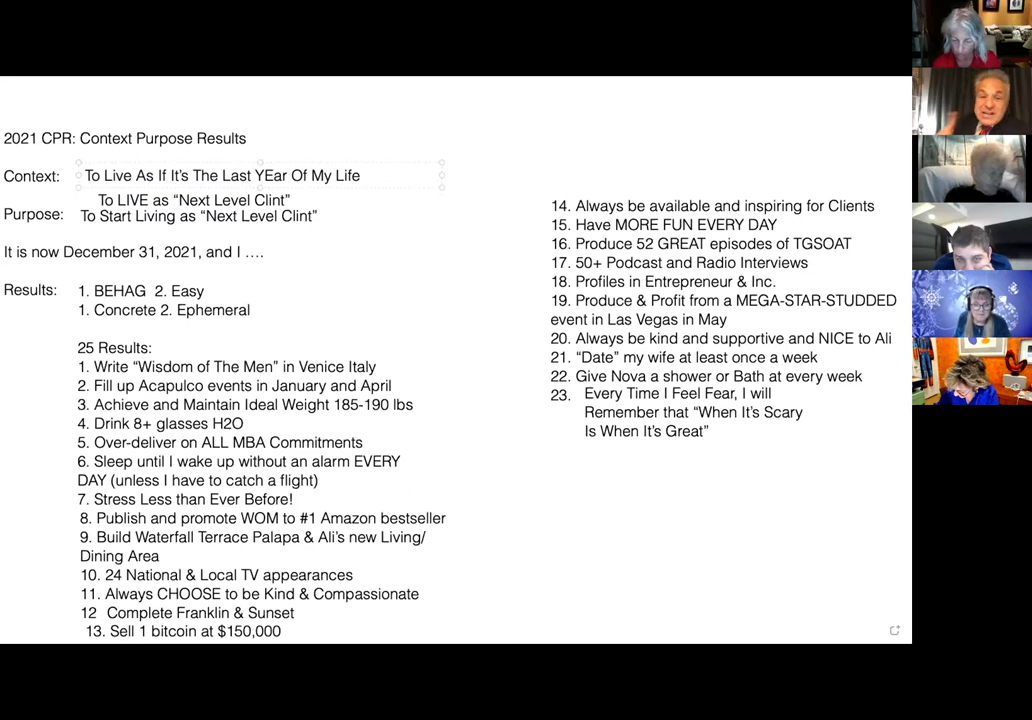 2021 CPR: Context Purpose Results
Context: To Live As If It's The Last YEar Of My Life
To LIVE as “Next Level Clint”
Purpose: To Start Living as “Next Level Clint”
It is now December 31, 2021, and I ….
Results: 1. BEHAG 2. Easy
1. Concrete 2. Ephemeral
25 Results:
1. Write “Wisdom of The Men” in Venice Italy
2. Fill up Acapulco events in January and April
3. Achieve and Maintain Ideal Weight 185-190 lbs
4. Drink 8+ glasses H2O
5. Over-deliver on ALL MBA Commitments
6. Sleep until I wake up without an alarm EVERY
DAY (unless I have to catch a flight)
7. Stress Less than Ever Before!
8. Publish and promote WOM to #1 Amazon bestseller
9. Build Waterfall Terrace Palapa & Ali's new Living/
Dining Area
10. 24 National & Local TV appearances
11. Always CHOOSE to be Kind & Compassionate
12 Complete Franklin & Sunset
13. Sell 1 bitcoin at $150,000
14. Always be available and inspiring for Clients
15. Have MORE FUN EVERY DAY
16. Produce 52 GREAT episodes of TGSOAT
17. 50+ Podcast and Radio Interviews
18. Profiles in Entrepreneur & Inc.
19. Produce & Profit from a MEGA-STAR-STUDDED
event in Las Vegas in May
20. Always be kind and supportive and NICE to Ali
21. “Date” my wife at least once a week
22. Give Nova a shower or Bath at every week
23. Every Time I Feel Fear, I will
Remember that “When It's Scary
Is When It's Great”